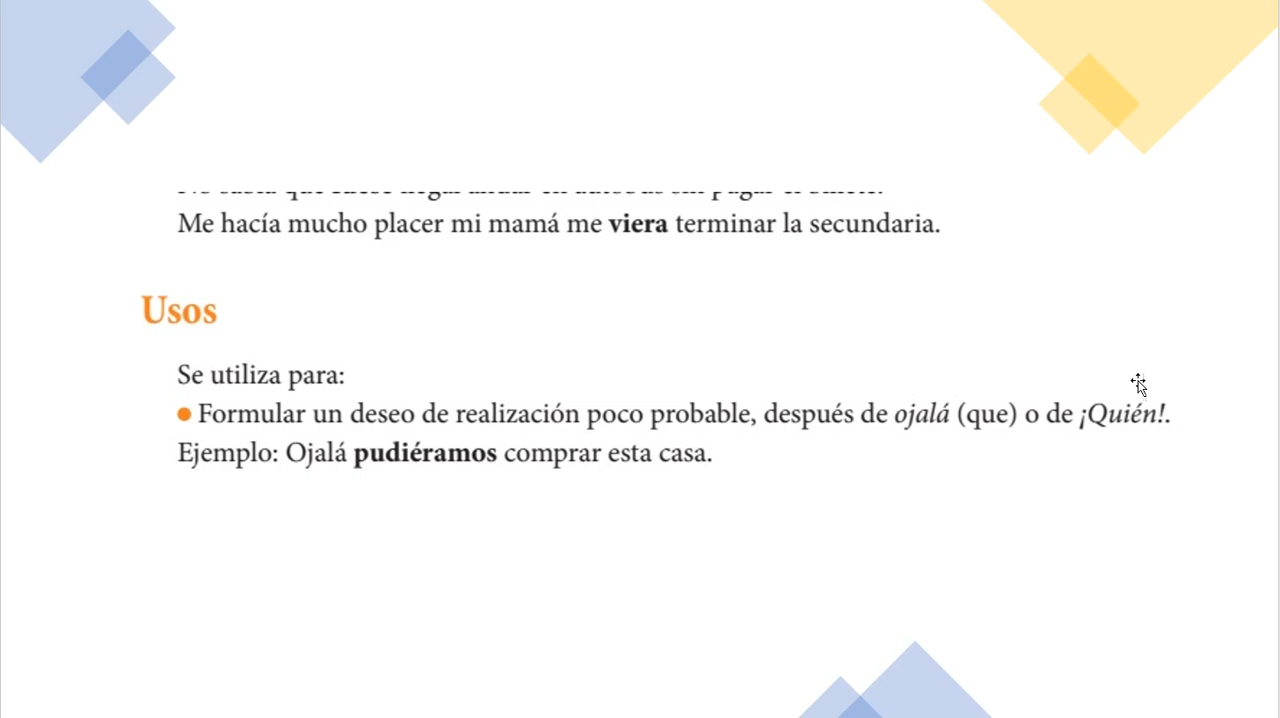 Me hacía mucho placer mi mamá me viera terminar la secundaria.
Usos
Se utiliza para:
● Formular un deseo de realización poco probable, después de ojalá (que) o de ¡Quién!.
Ejemplo: Ojalá pudiéramos comprar esta casa.